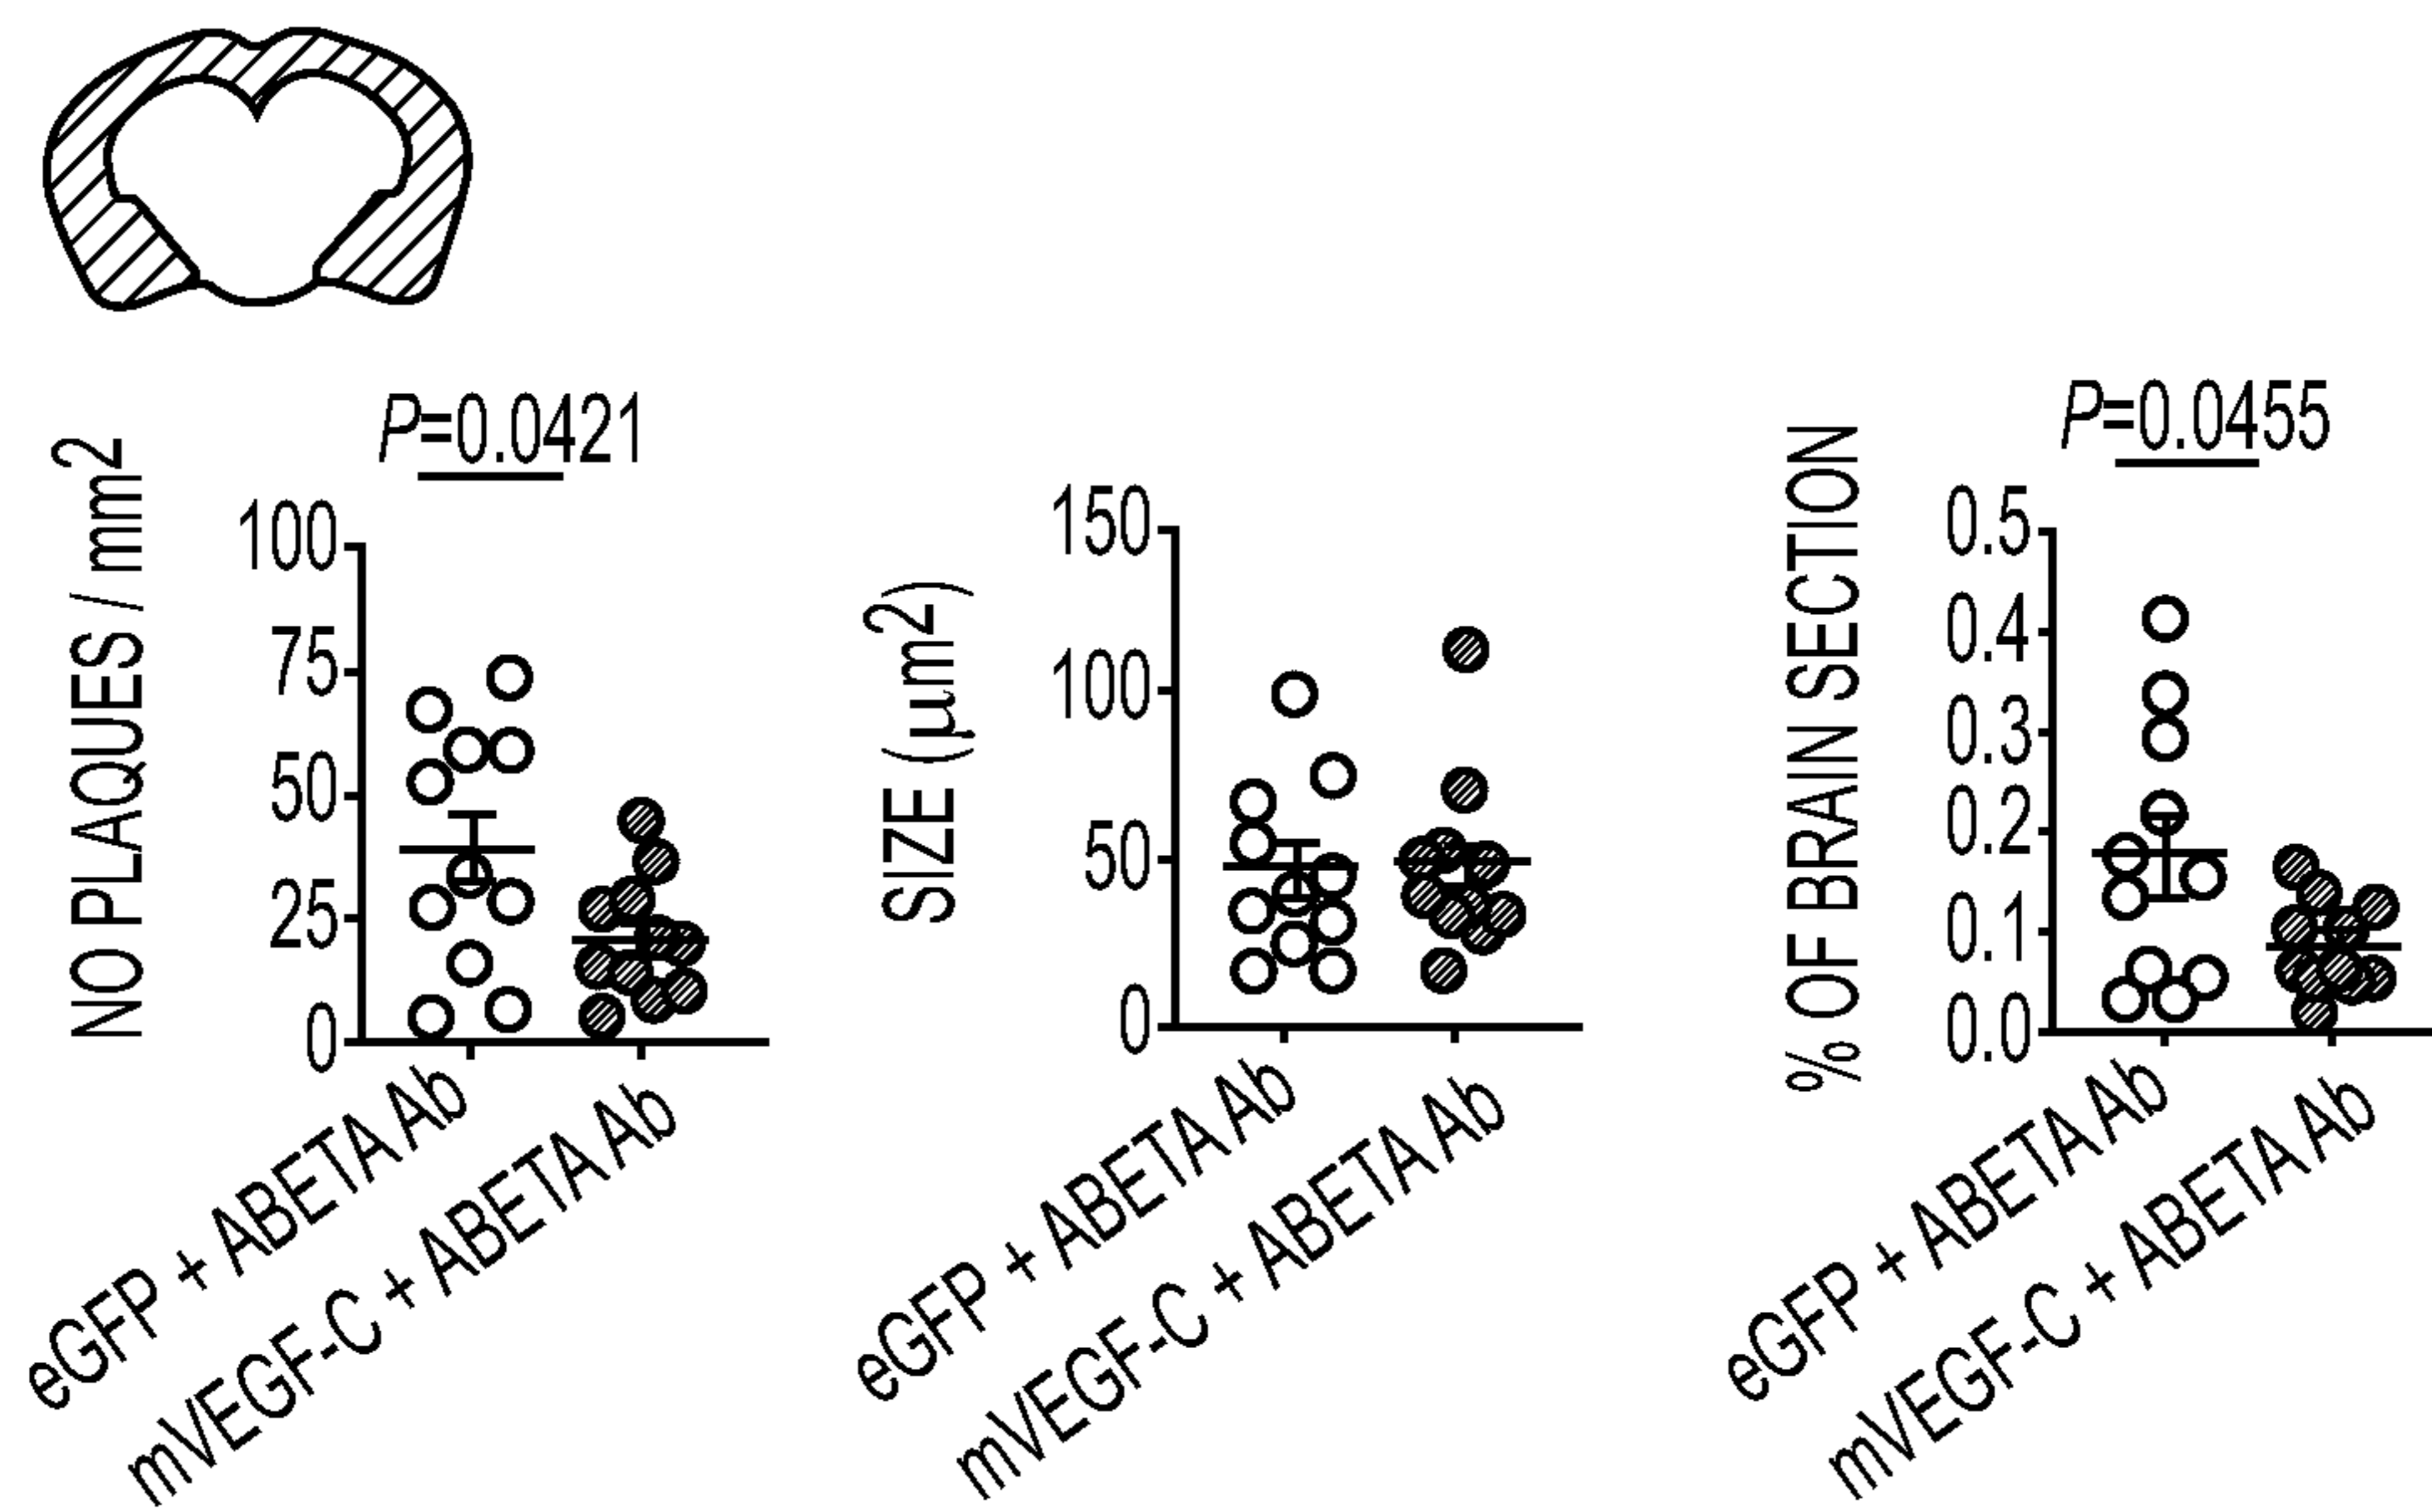 P=0.0421
NO PLAQUES / mm2
100
75
50
25
0
eGFP + ABETA Ab
mVEGF-C + ABETA Ab
SIZE (μm2)
150
100
50
0
eGFP + ABETA Ab
mVEGF-C + ABETA Ab
P=0.0455
% OF BRAIN SECTION
0.5
0.4
0.3
0.2
0.1
0.0
eGFP + ABETA Ab
mVEGF-C + ABETA Ab